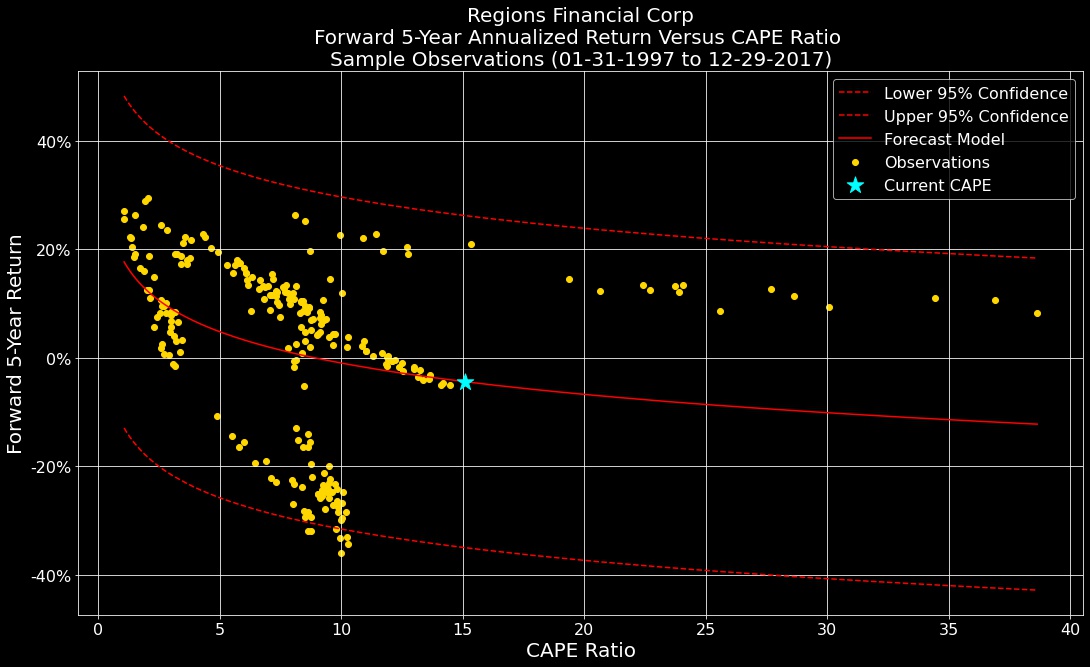 Regions Financial Corp
Forward 5-Year Annualized Return Versus CAPE Ratio
Sample Observations (01-31-1997 to 12-29-2017)
Lower 95% Confidence
Upper 95% Confidence
Forecast Model
Observations
Current CAPE
Forward 5-Year Return
40%
20%
0%
-20%
-40%
0 5 10 15 20 25 30 35 40
CAPE Ratio